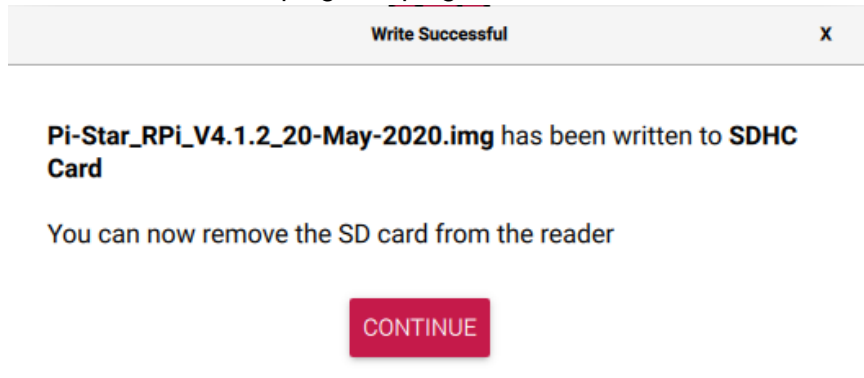 Write Successful X
Pi-Star_RPi_V4.1.2_20-May-2020.img has been written to SDHC
Card
You can now remove the SD card from the reader
CONTINUE